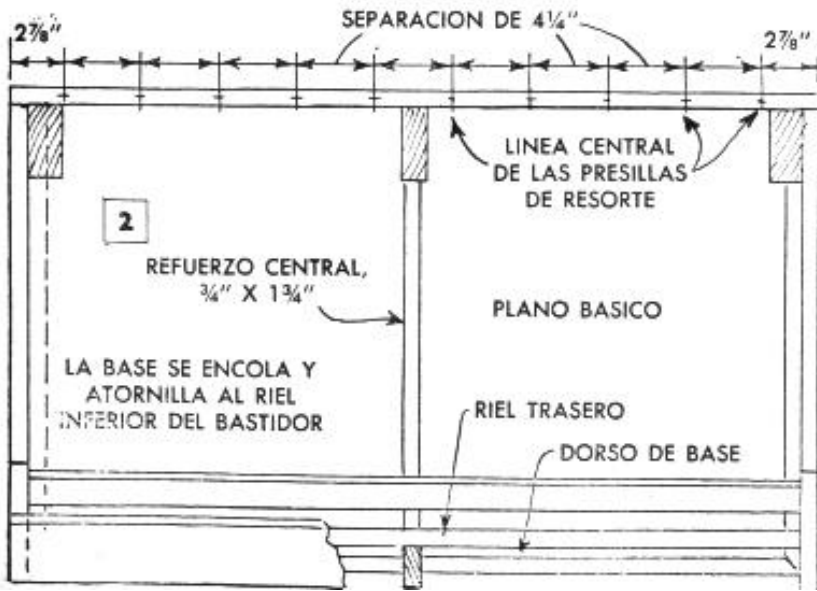 SEPARACION DE 4¼"
2⅞"
2⅞"
LINEA CENTRAL
DE LAS PRESILLAS
DE RESORTE
2
REFUERZO CENTRAL,
¾" X 1¾"
PLANO BASICO
LA BASE SE ENCOLA Y
ATORNILLA AL RIEL
INFERIOR DEL BASTIDOR
RIEL TRASERO
DORSO DE BASE